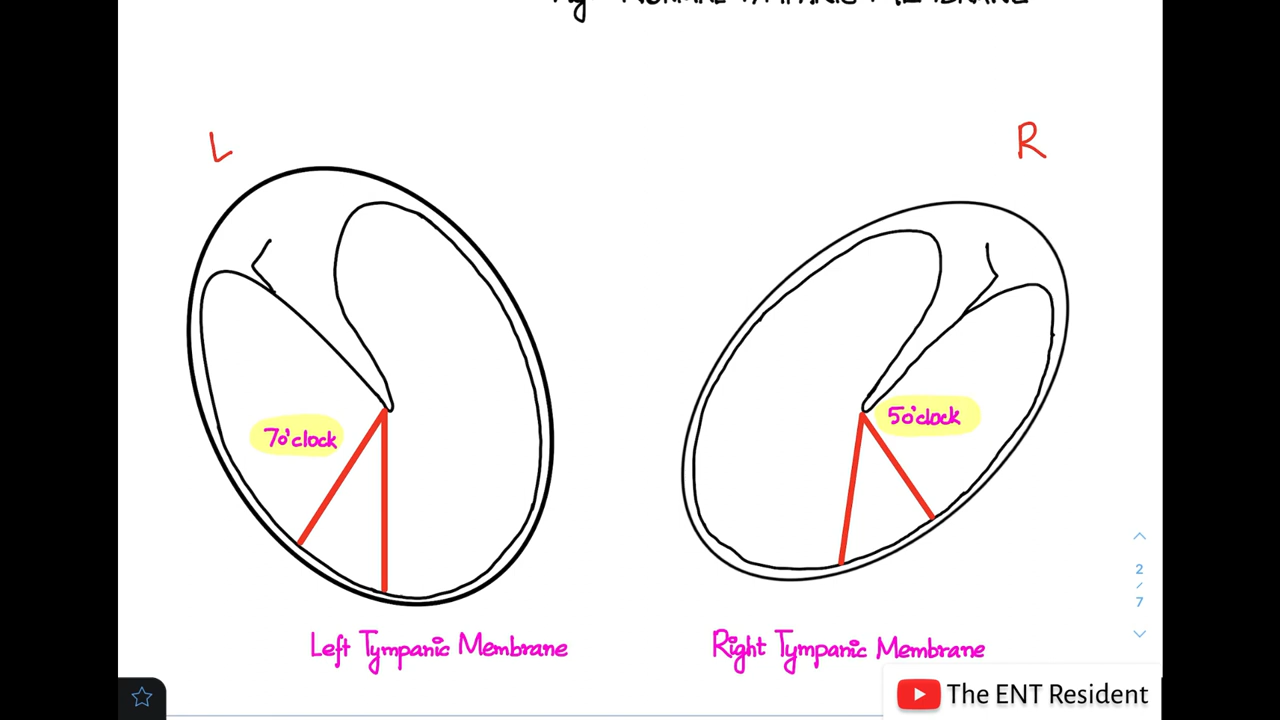 L
R
7o'clock
5o'clock
Left Tympanic Membrane
Right Tympanic Membrane
2
/
7
The ENT Resident